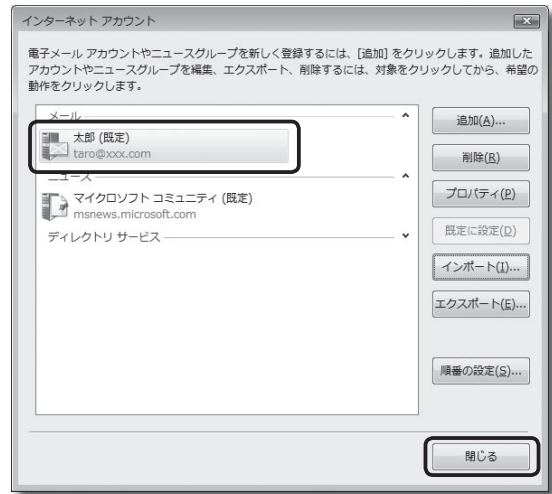 インターネット アカウント
電子メール アカウントやニュースグループを新しく登録するには、[追加] をクリックします。追加した
アカウントやニュースグループを編集、エクスポート、削除するには、対象をクリックしてから、希望の
動作をクリックします。
メール
太郎 (既定)
taro@xxx.com
ニュース
マイクロソフト コミュニティ (既定)
msnews.microsoft.com
ディレクトリ サービス
追加(A)...
削除(R)
プロパティ(P)
既定に設定(D)
インポート(I)...
エクスポート(E)...
順番の設定(S)...
閉じる